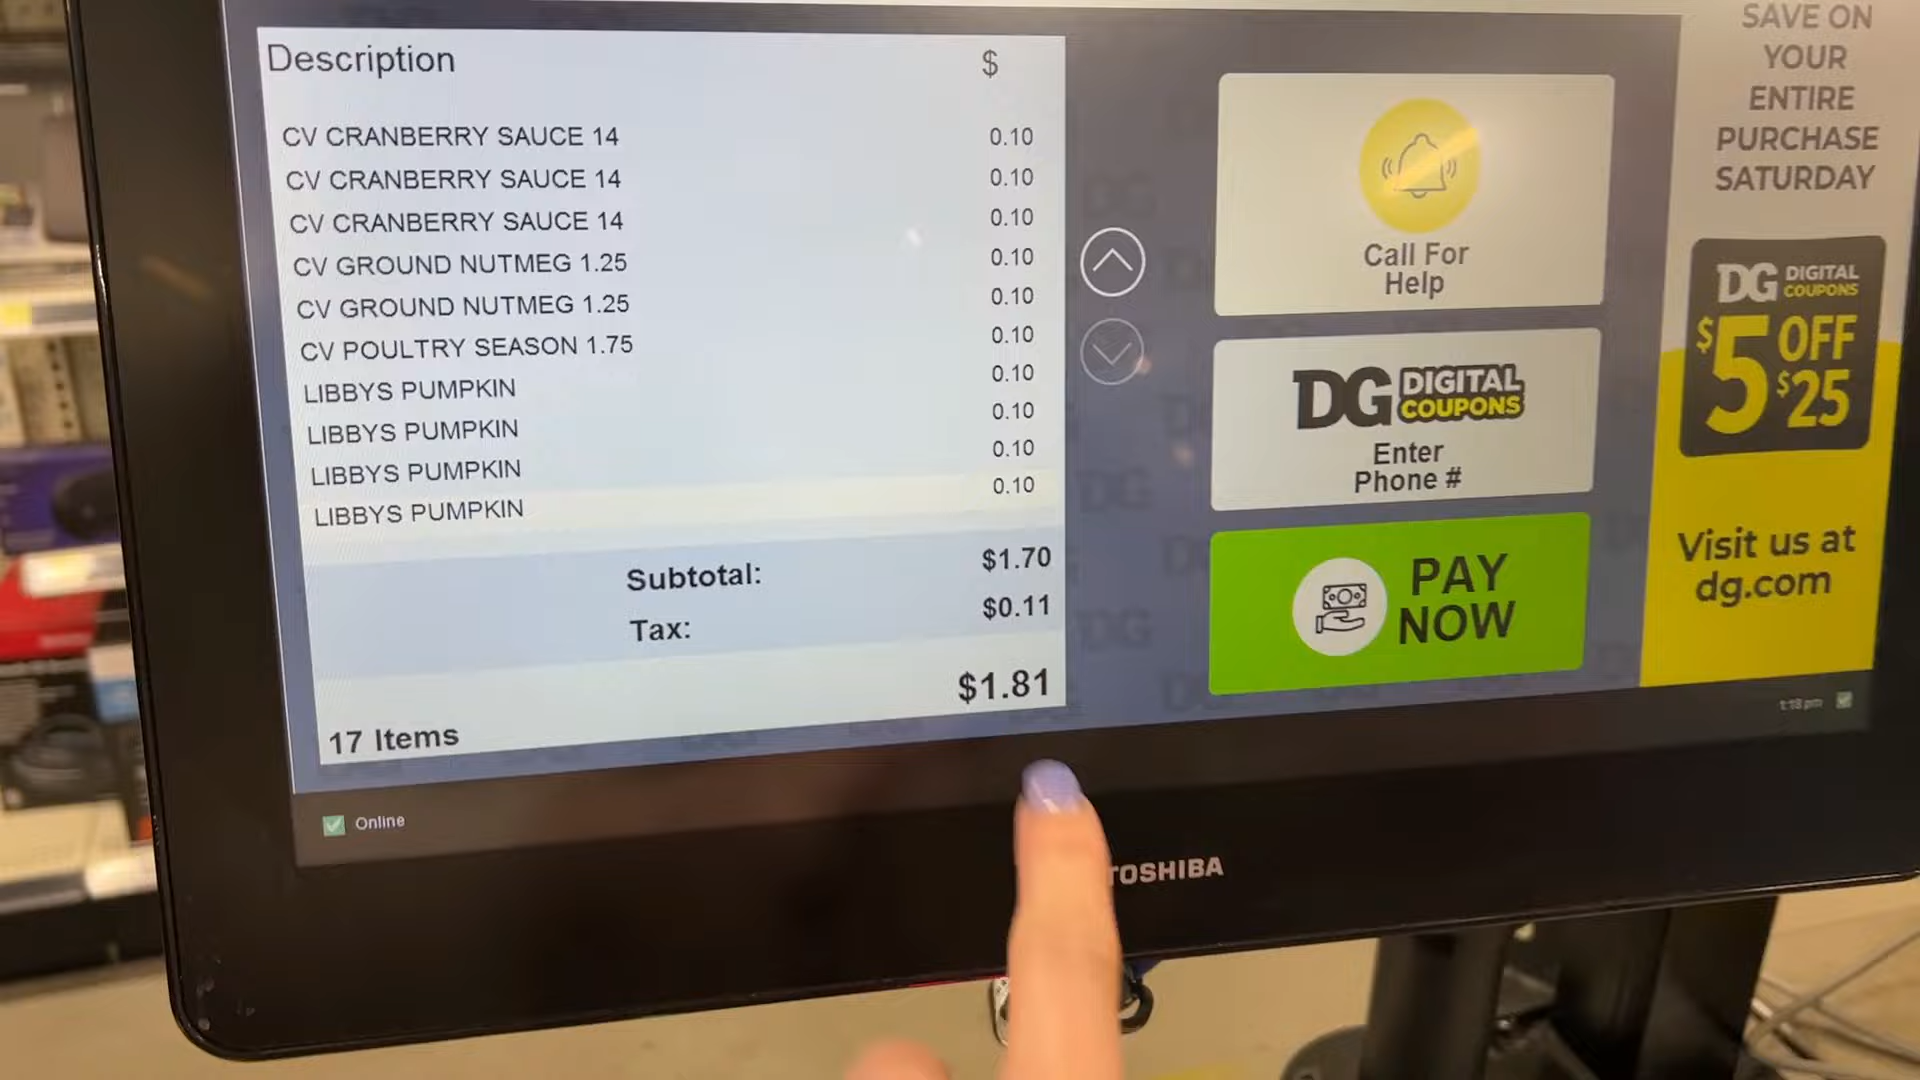 Description $
CV CRANBERRY SAUCE 14 0.10
CV CRANBERRY SAUCE 14 0.10
CV CRANBERRY SAUCE 14 0.10
CV GROUND NUTMEG 1.25 0.10
CV GROUND NUTMEG 1.25 0.10
CV POULTRY SEASON 1.75 0.10
LIBBYS PUMPKIN 0.10
LIBBYS PUMPKIN 0.10
LIBBYS PUMPKIN 0.10
LIBBYS PUMPKIN 0.10
Subtotal: $1.70
Tax: $0.11
$1.81
17 Items
Online
Call For
Help
DG DIGITAL
COUPONS
Enter
Phone #
PAY
NOW
SAVE ON
YOUR
ENTIRE
PURCHASE
SATURDAY
DG DIGITAL
COUPONS
$5 OFF
$25
Visit us at
dg.com
1:18 pm
TOSHIBA